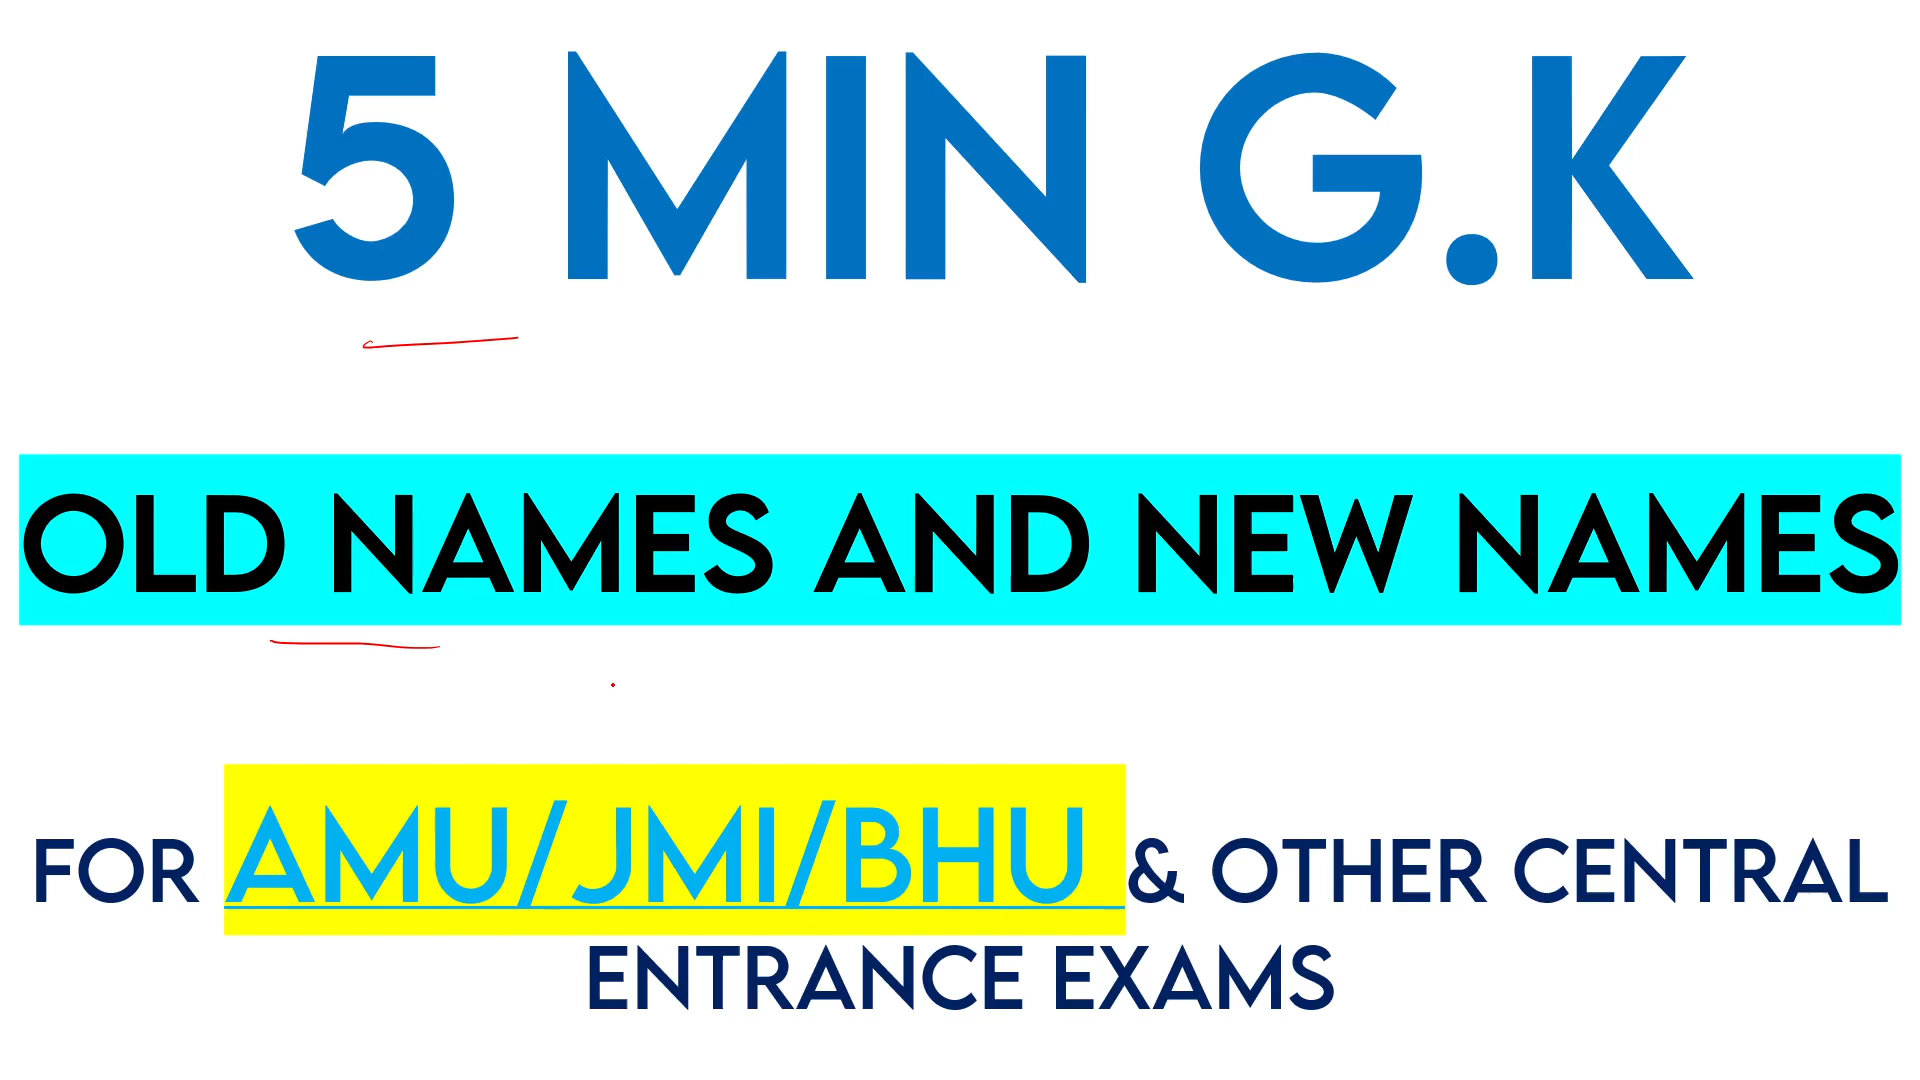 5 MIN G.K
OLD NAMES AND NEW NAMES
FOR AMU/JMI/BHU & OTHER CENTRAL
ENTRANCE EXAMS